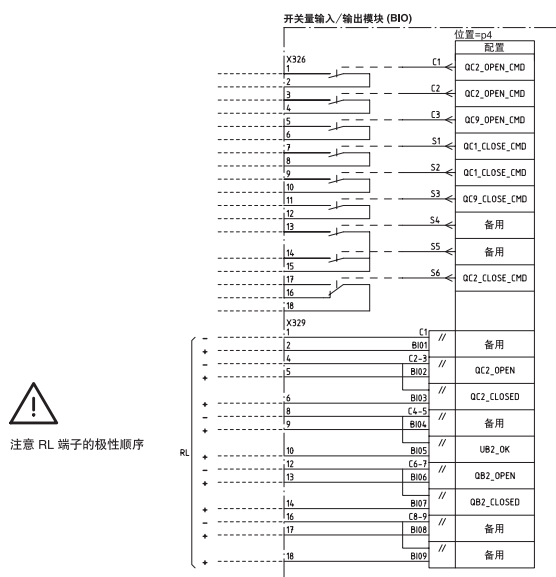 开关量输入/输出模块 (BIO)
位置=p4
配置
X326
1 C1 QC2_OPEN_CMD
2
3 C2 QC2_OPEN_CMD
4
5 C3 QC9_OPEN_CMD
6
7 S1 QC1_CLOSE_CMD
8
9 S2 QC1_CLOSE_CMD
10
11 S3 QC9_CLOSE_CMD
12
13 S4 备用
14 S5 备用
15
17 S6 QC2_CLOSE_CMD
16
18
X329
- 1 C1 //
+ 2 BI01 备用
- 4 C2-3 //
+ 5 BI02 QC2_OPEN
//
+ 6 BI03 QC2_CLOSED
- 8 C4-5 //
+ 9 BI04 备用
//
注意 RL 端子的极性顺序
RL
+ 10 BI05 UB2_OK
- 12 C6-7 //
+ 13 BI06 QB2_OPEN
//
+ 14 BI07 QB2_CLOSED
- 16 C8-9 //
+ 17 BI08 备用
//
+ 18 BI09 备用